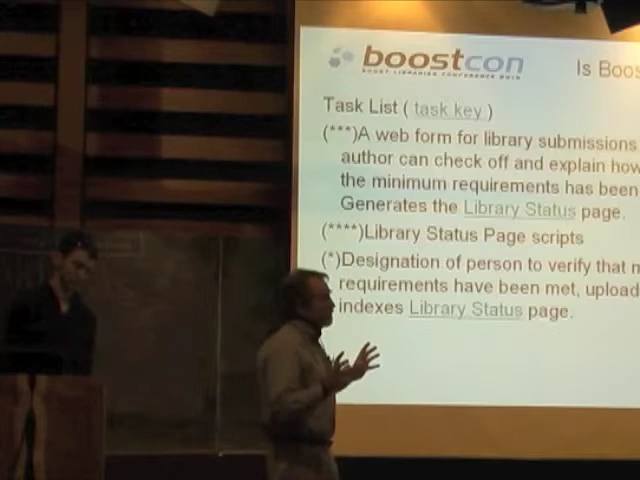 boostcon
BOOST LIBRARIES CONFERENCE 2010
Is Boos
Task List ( task key )
(***)A web form for library submissions
author can check off and explain how
the minimum requirements has been
Generates the Library Status page.
(****)Library Status Page scripts
(*)Designation of person to verify that m
requirements have been met, upload
indexes Library Status page.